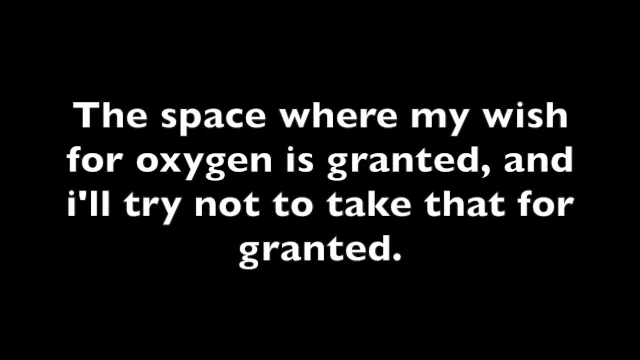 The space where my wish
for oxygen is granted, and
i'll try not to take that for
granted.